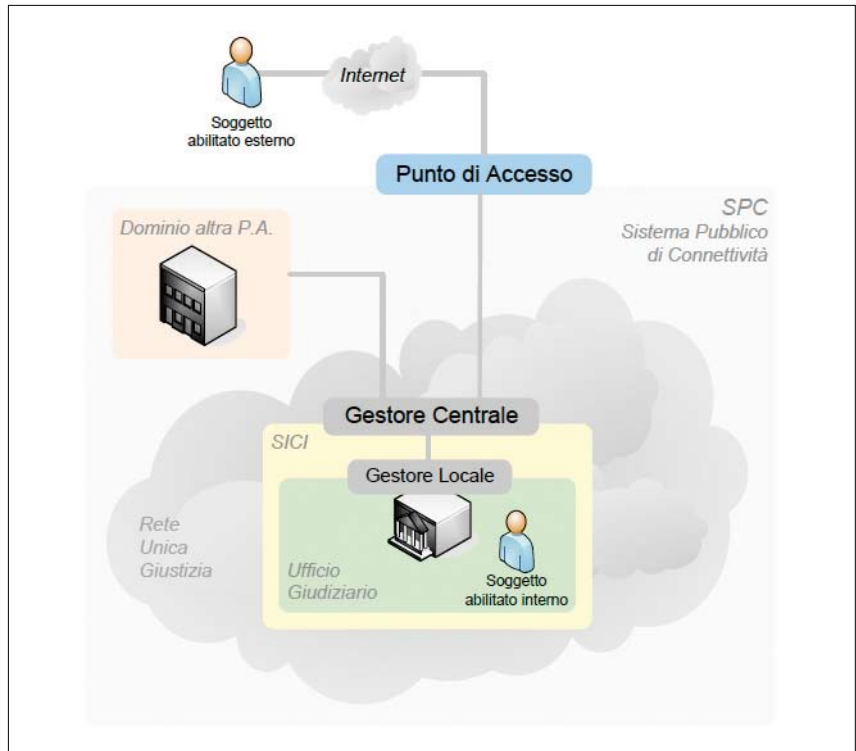 Internet
Soggetto
abilitato esterno
Punto di Accesso
SPC
Sistema Pubblico
di Connettività
Dominio altra P.A.
Gestore Centrale
SICI
Gestore Locale
Rete
Unica
Giustizia
Ufficio
Giudiziario
Soggetto
abilitato interno